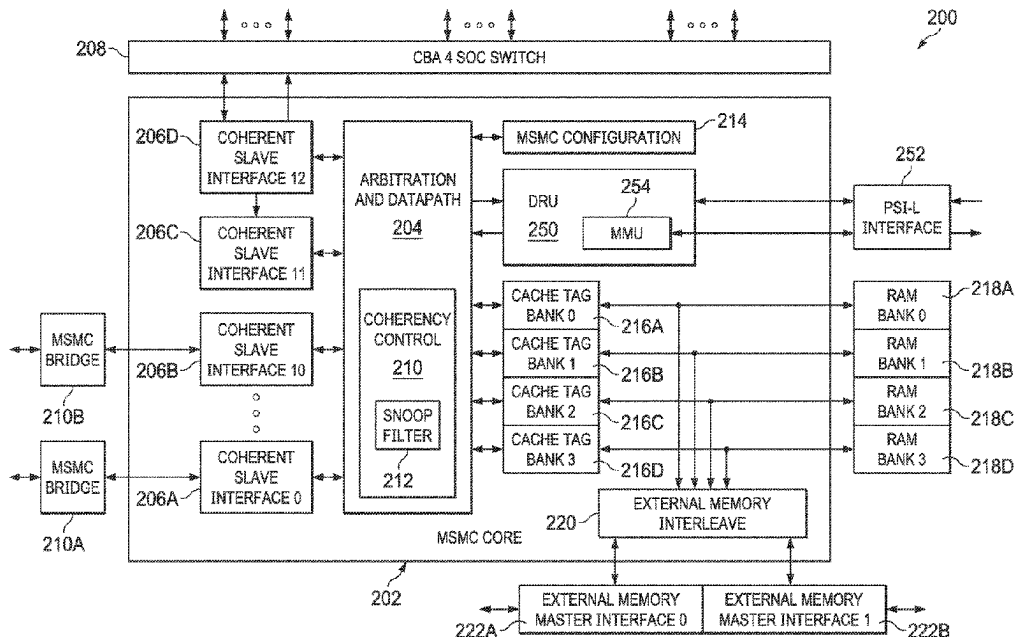 200
208
CBA 4 SOC SWITCH
206D
COHERENT
SLAVE
INTERFACE 12
206C
COHERENT
SLAVE
INTERFACE 11
MSMC
BRIDGE
210B
206B
COHERENT
SLAVE
INTERFACE 10
MSMC
BRIDGE
210A
206A
COHERENT
SLAVE
INTERFACE 0
ARBITRATION
AND DATAPATH
204
COHERENCY
CONTROL
210
SNOOP
FILTER
212
MSMC CONFIGURATION
214
DRU
250
254
MMU
252
PSI-L
INTERFACE
CACHE TAG
BANK 0
216A
CACHE TAG
BANK 1
216B
CACHE TAG
BANK 2
216C
CACHE TAG
BANK 3
216D
RAM
BANK 0
218A
RAM
BANK 1
218B
RAM
BANK 2
218C
RAM
BANK 3
218D
220
EXTERNAL MEMORY
INTERLEAVE
MSMC CORE
202
EXTERNAL MEMORY
MASTER INTERFACE 0
222A
EXTERNAL MEMORY
MASTER INTERFACE 1
222B